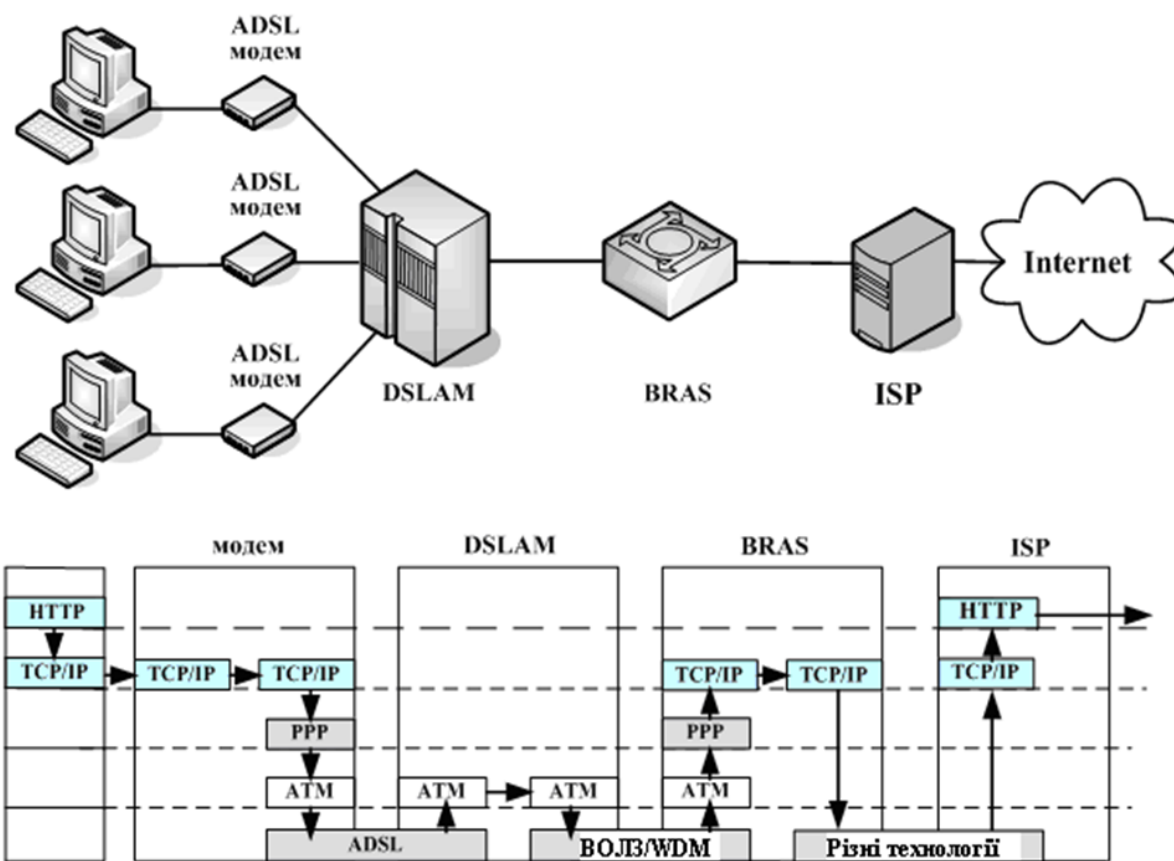 ADSL
модем
ADSL
модем
ADSL
модем
DSLAM
BRAS
ISP
Internet
модем DSLAM BRAS ISP
HTTP HTTP
TCP/IP TCP/IP TCP/IP TCP/IP TCP/IP TCP/IP
PPP PPP
ATM ATM ATM ATM
ADSL ВОЛЗ/WDM Різні технології